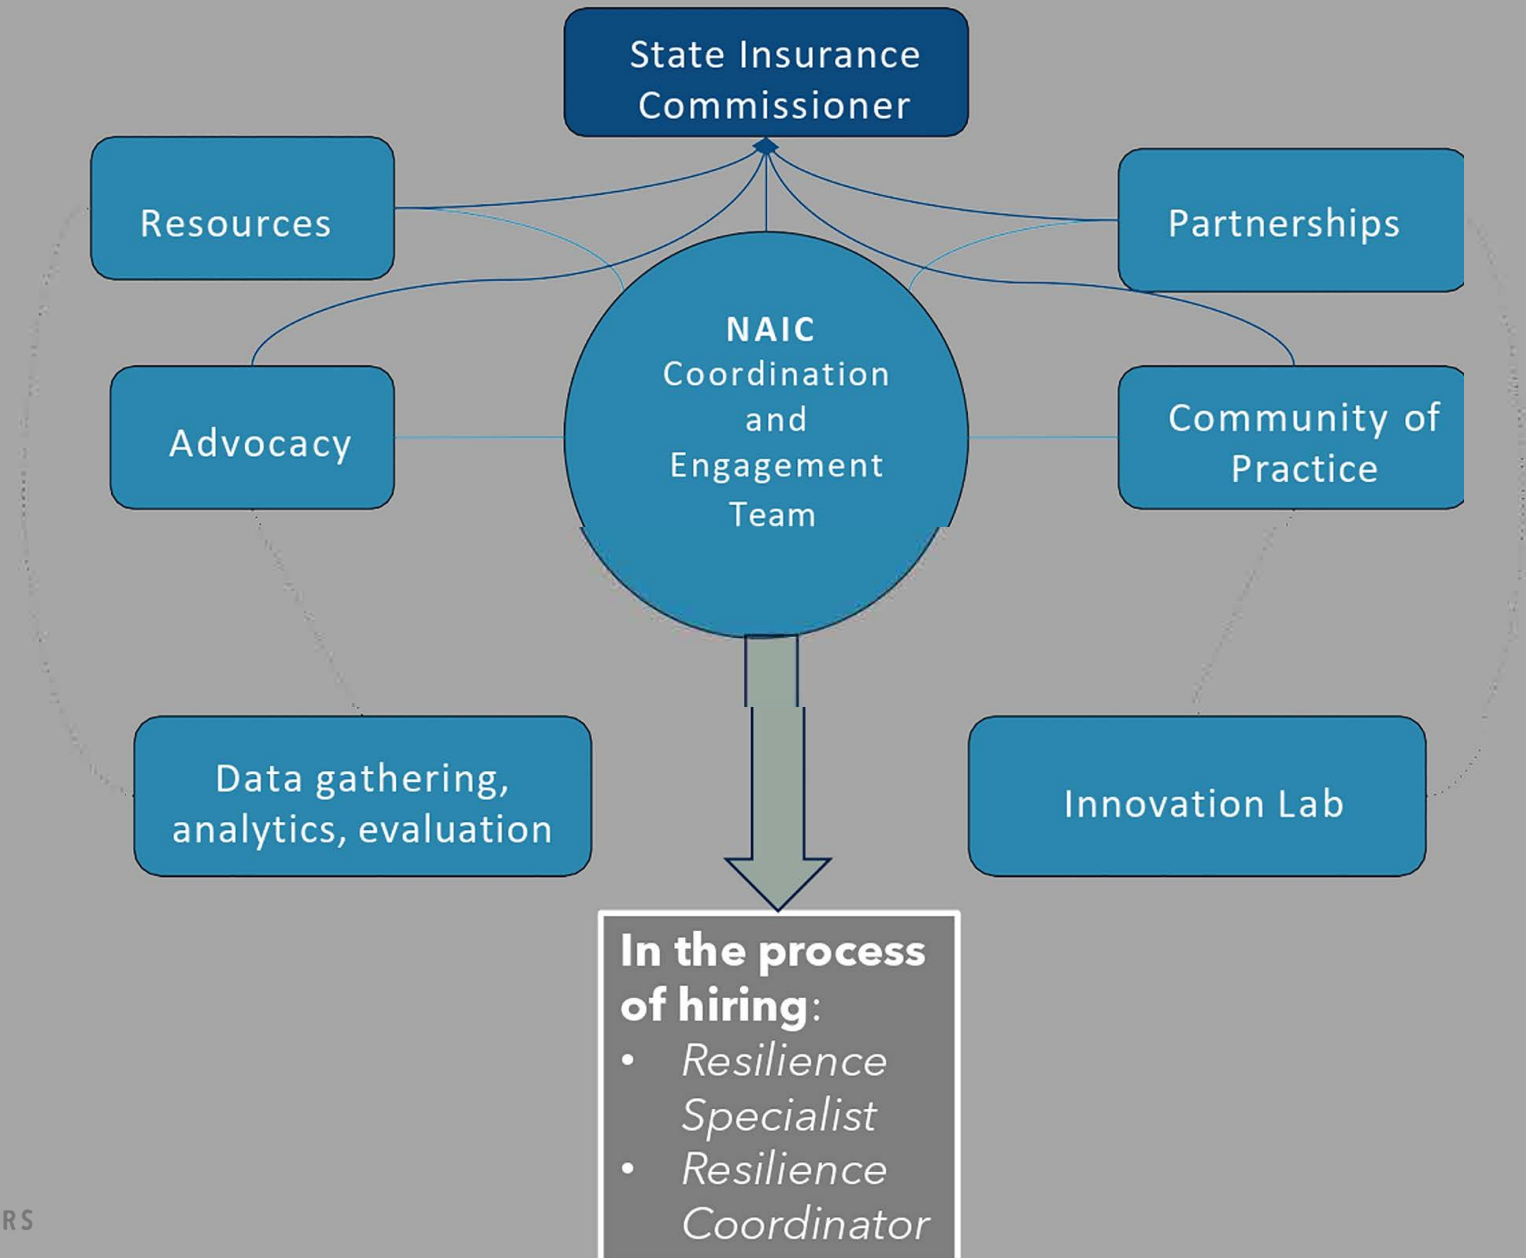 State Insurance
Commissioner
Resources
Partnerships
NAIC
Coordination
and
Engagement
Team
Advocacy
Community of
Practice
Data gathering,
analytics, evaluation
Innovation Lab
In the process
of hiring:
• Resilience
Specialist
• Resilience
Coordinator
RS